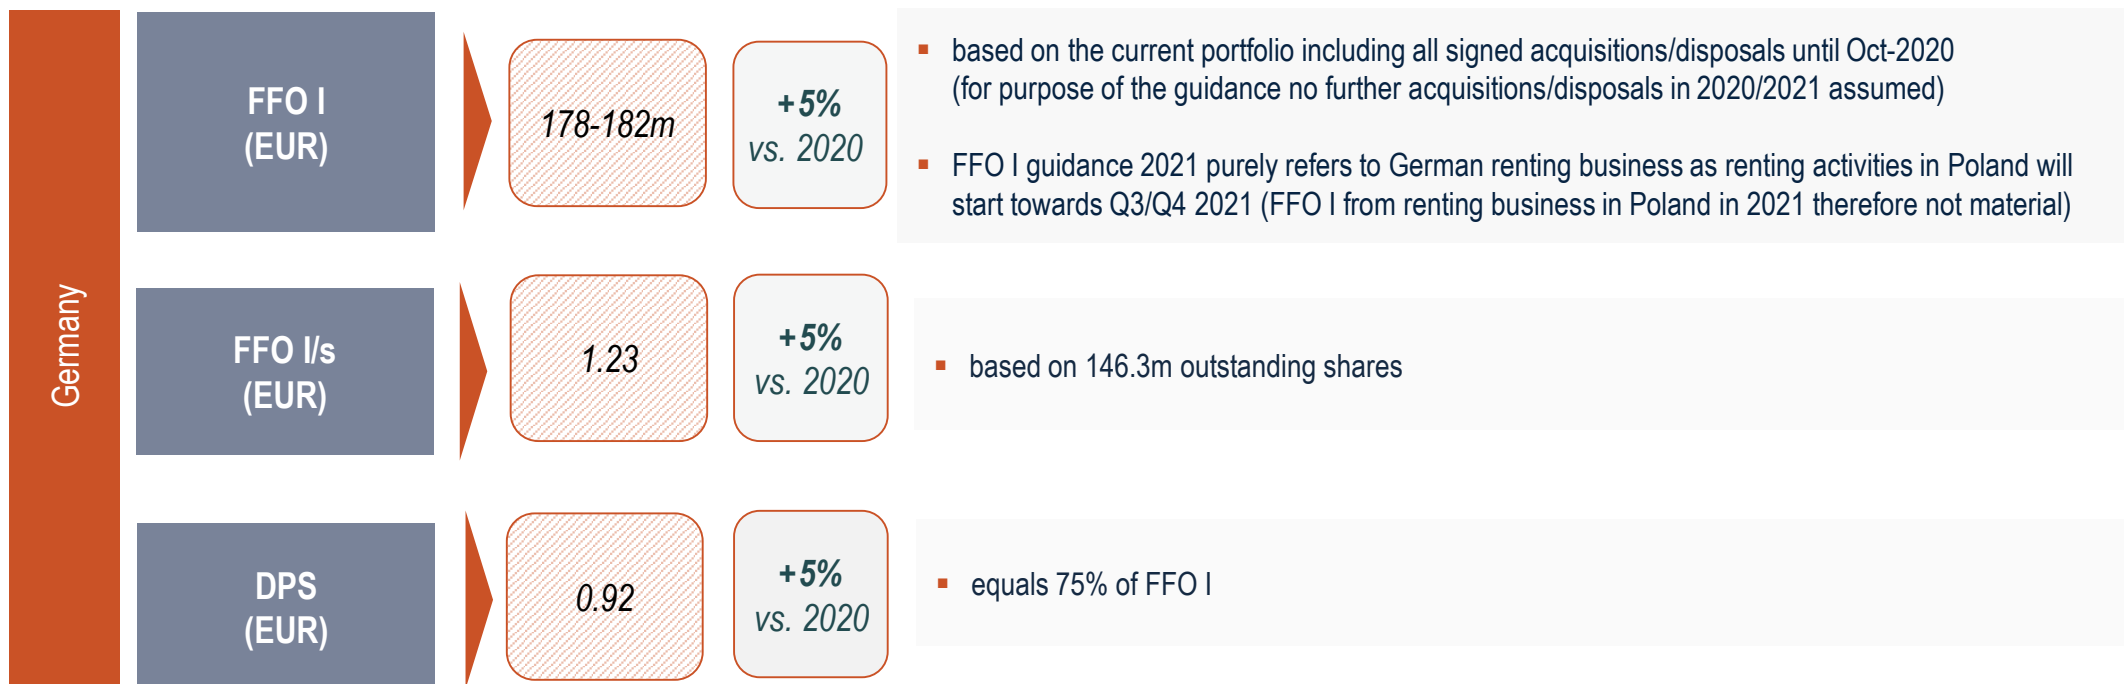 Germany
FFO I
(EUR)
178-182m
+5%
vs. 2020
▪ based on the current portfolio including all signed acquisitions/disposals until Oct-2020
(for purpose of the guidance no further acquisitions/disposals in 2020/2021 assumed)
▪ FFO I guidance 2021 purely refers to German renting business as renting activities in Poland will
start towards Q3/Q4 2021 (FFO I from renting business in Poland in 2021 therefore not material)
FFO I/s
(EUR)
1.23
+5%
vs. 2020
▪ based on 146.3m outstanding shares
DPS
(EUR)
0.92
+5%
vs. 2020
▪ equals 75% of FFO I